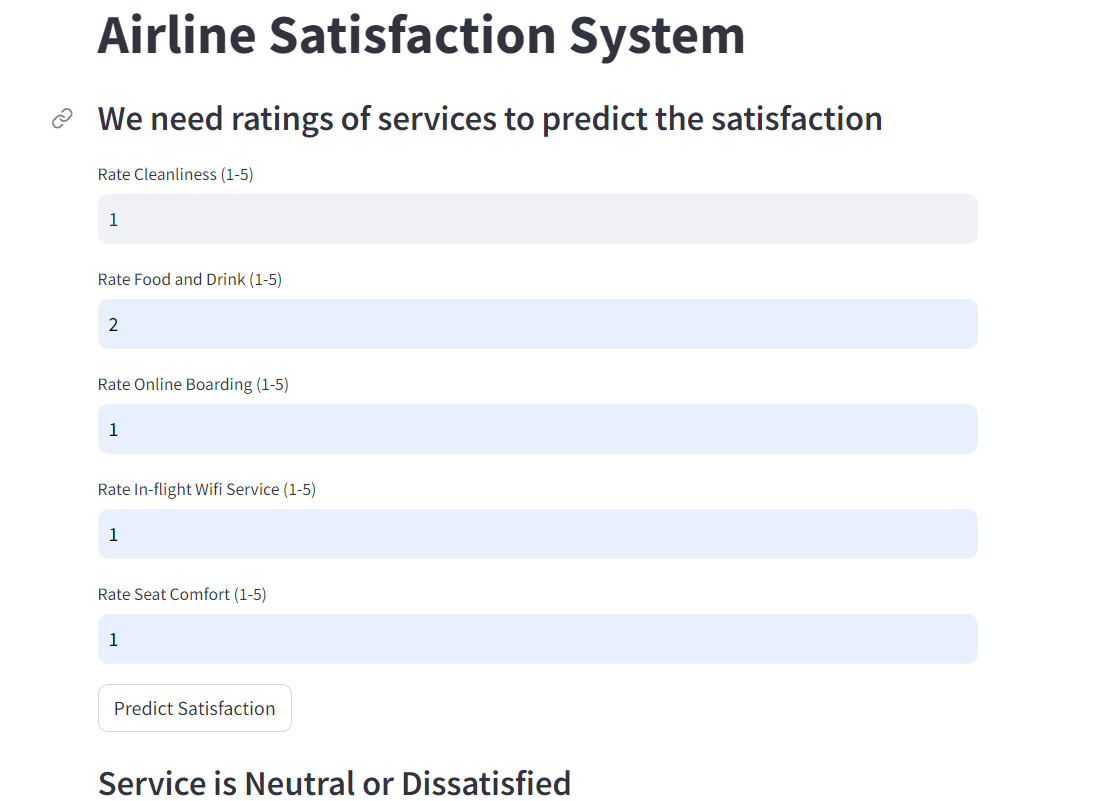 Airline Satisfaction System
We need ratings of services to predict the satisfaction
Rate Cleanliness (1-5)
1
Rate Food and Drink (1-5)
2
Rate Online Boarding (1-5)
1
Rate In-flight Wifi Service (1-5)
1
Rate Seat Comfort (1-5)
1
Predict Satisfaction
Service is Neutral or Dissatisfied